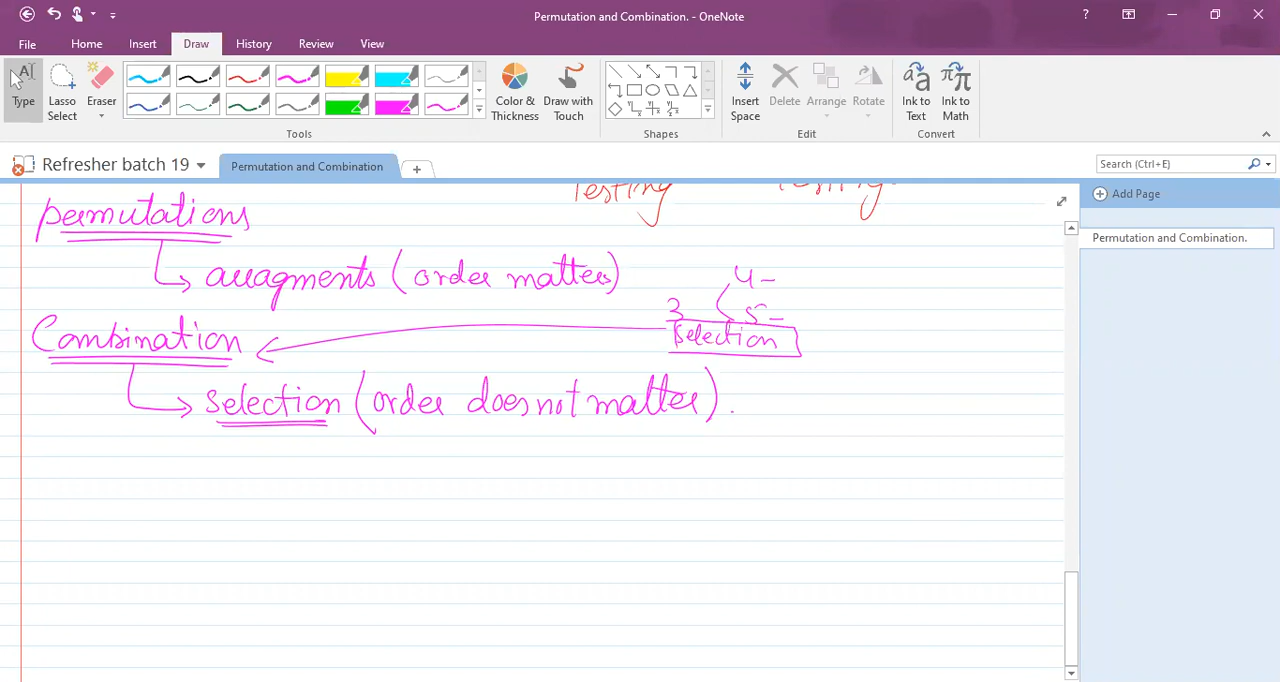 Permutation and Combination. - OneNote
File Home Insert Draw History Review View
Type Lasso Select Eraser Color & Thickness Draw with Touch Insert Space Delete Arrange Rotate Ink to Text Ink to Math
Tools Shapes Edit Convert
Refresher batch 19 Permutation and Combination Search (Ctrl+E)
Add Page
Permutation and Combination.
Testing Testing
permutations
arragments (order matters)
4 -
3 5 -
Combination selection
selection (order does not matter).